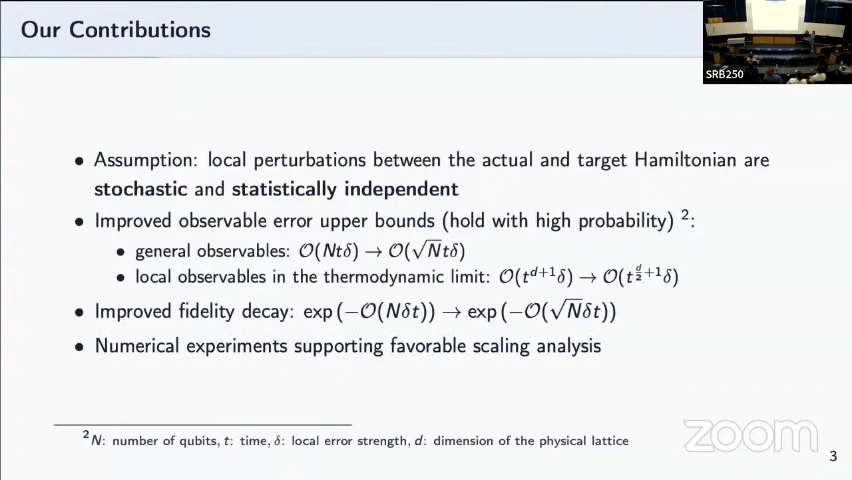 Our Contributions
SRB250
• Assumption: local perturbations between the actual and target Hamiltonian are
stochastic and statistically independent
• Improved observable error upper bounds (hold with high probability) ²:
• general observables: O(Ntδ) → O(√N tδ)
• local observables in the thermodynamic limit: O(t^{d+1}δ) → O(t^{d/2+1}δ)
• Improved fidelity decay: exp (−O(Nδt)) → exp (−O(√N δt))
• Numerical experiments supporting favorable scaling analysis
²N: number of qubits, t: time, δ: local error strength, d: dimension of the physical lattice
zoom
3